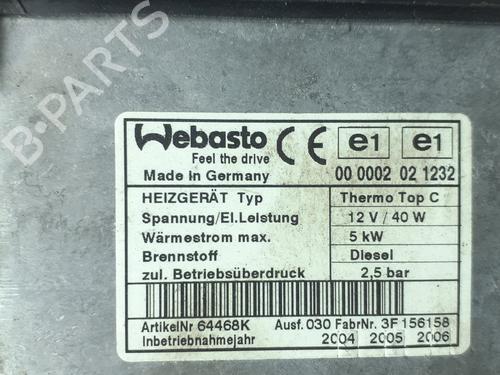 Webasto CE e1 e1
Feel the drive
Made in Germany 00 0002 02 1232
HEIZGERÄT Typ Thermo Top C
Spannung/El.Leistung 12 V / 40 W
Wärmestrom max. 5 kW
Brennstoff Diesel
zul. Betriebsüberdruck 2,5 bar
ArtikelNr 64468K Ausf. 030 FabrNr. 3F 156158
Inbetriebnahmejahr 2004 2005 2006
B-PARTS